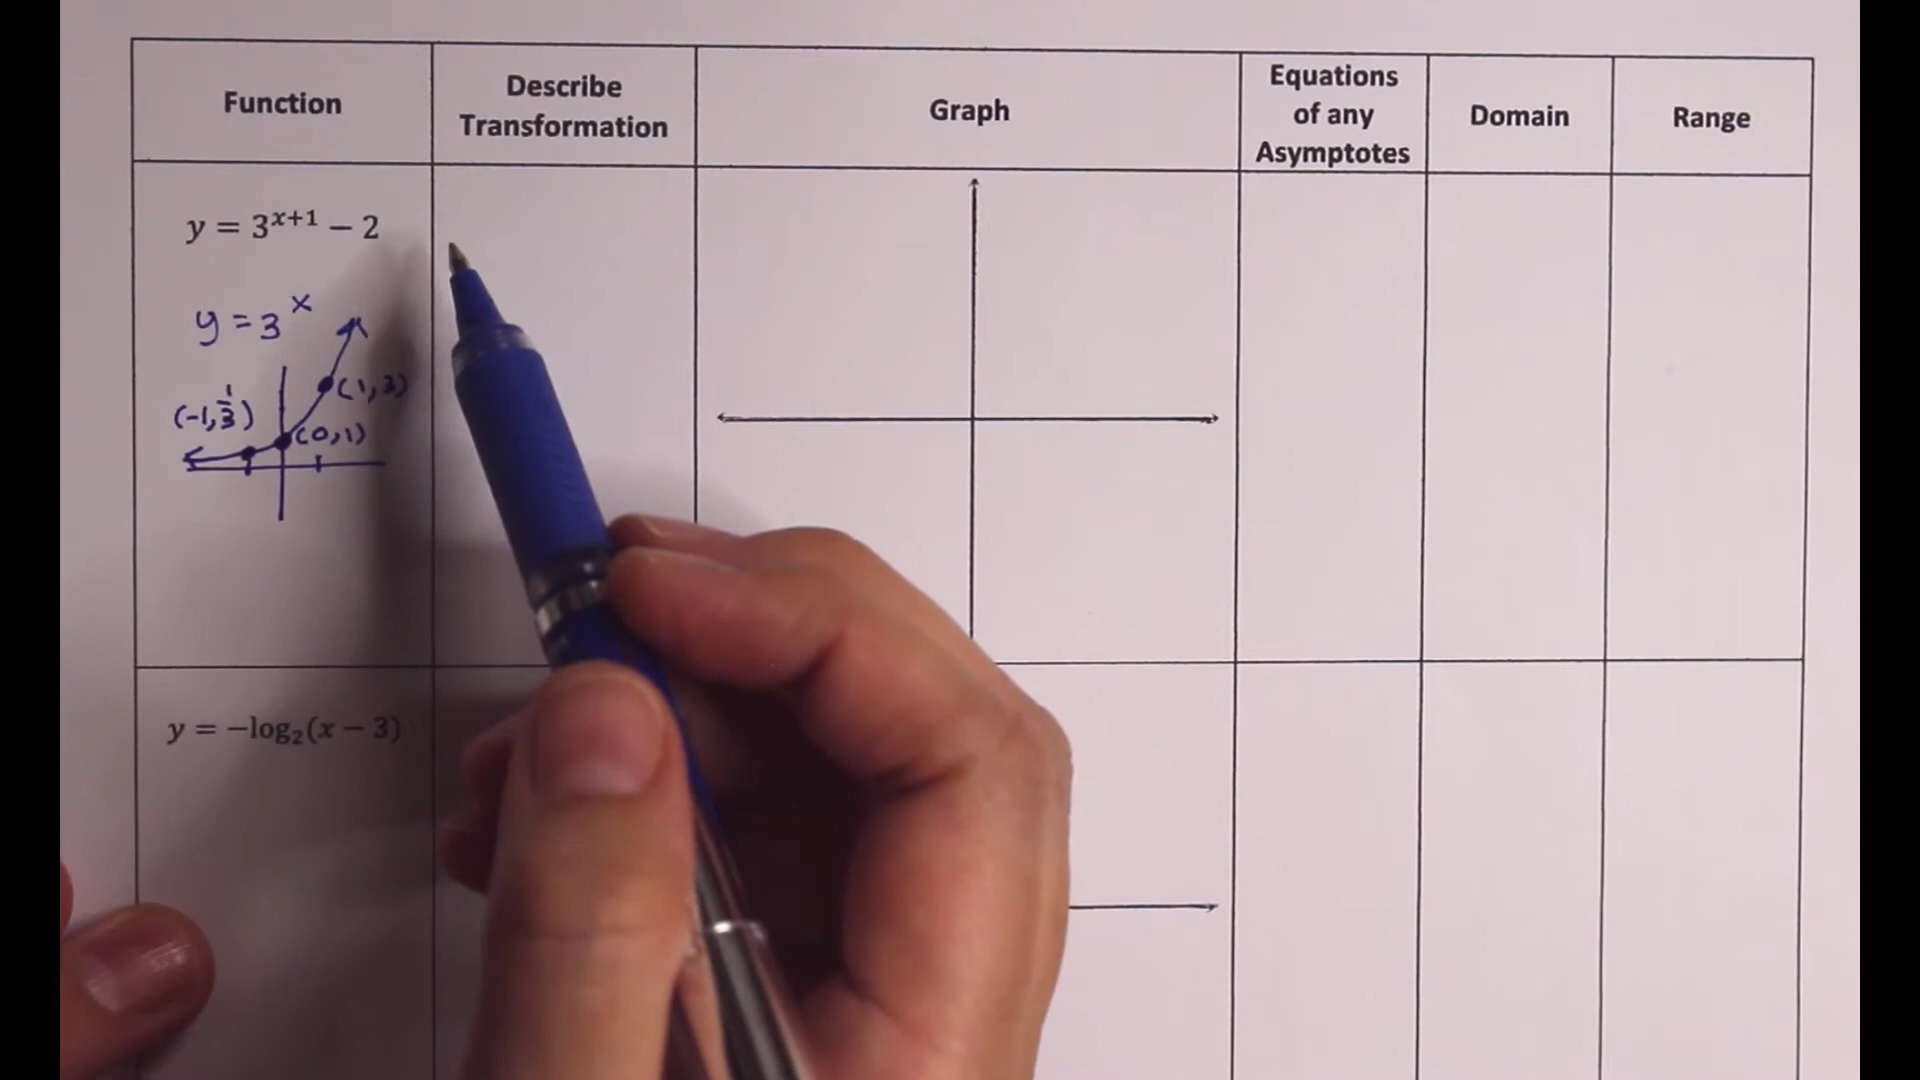 Function
Describe
Transformation
Graph
Equations
of any
Asymptotes
Domain
Range
y = 3^{x+1} − 2
y = 3^x
(1,3)
(-1,1/3)
(0,1)
y = −log₂(x − 3)